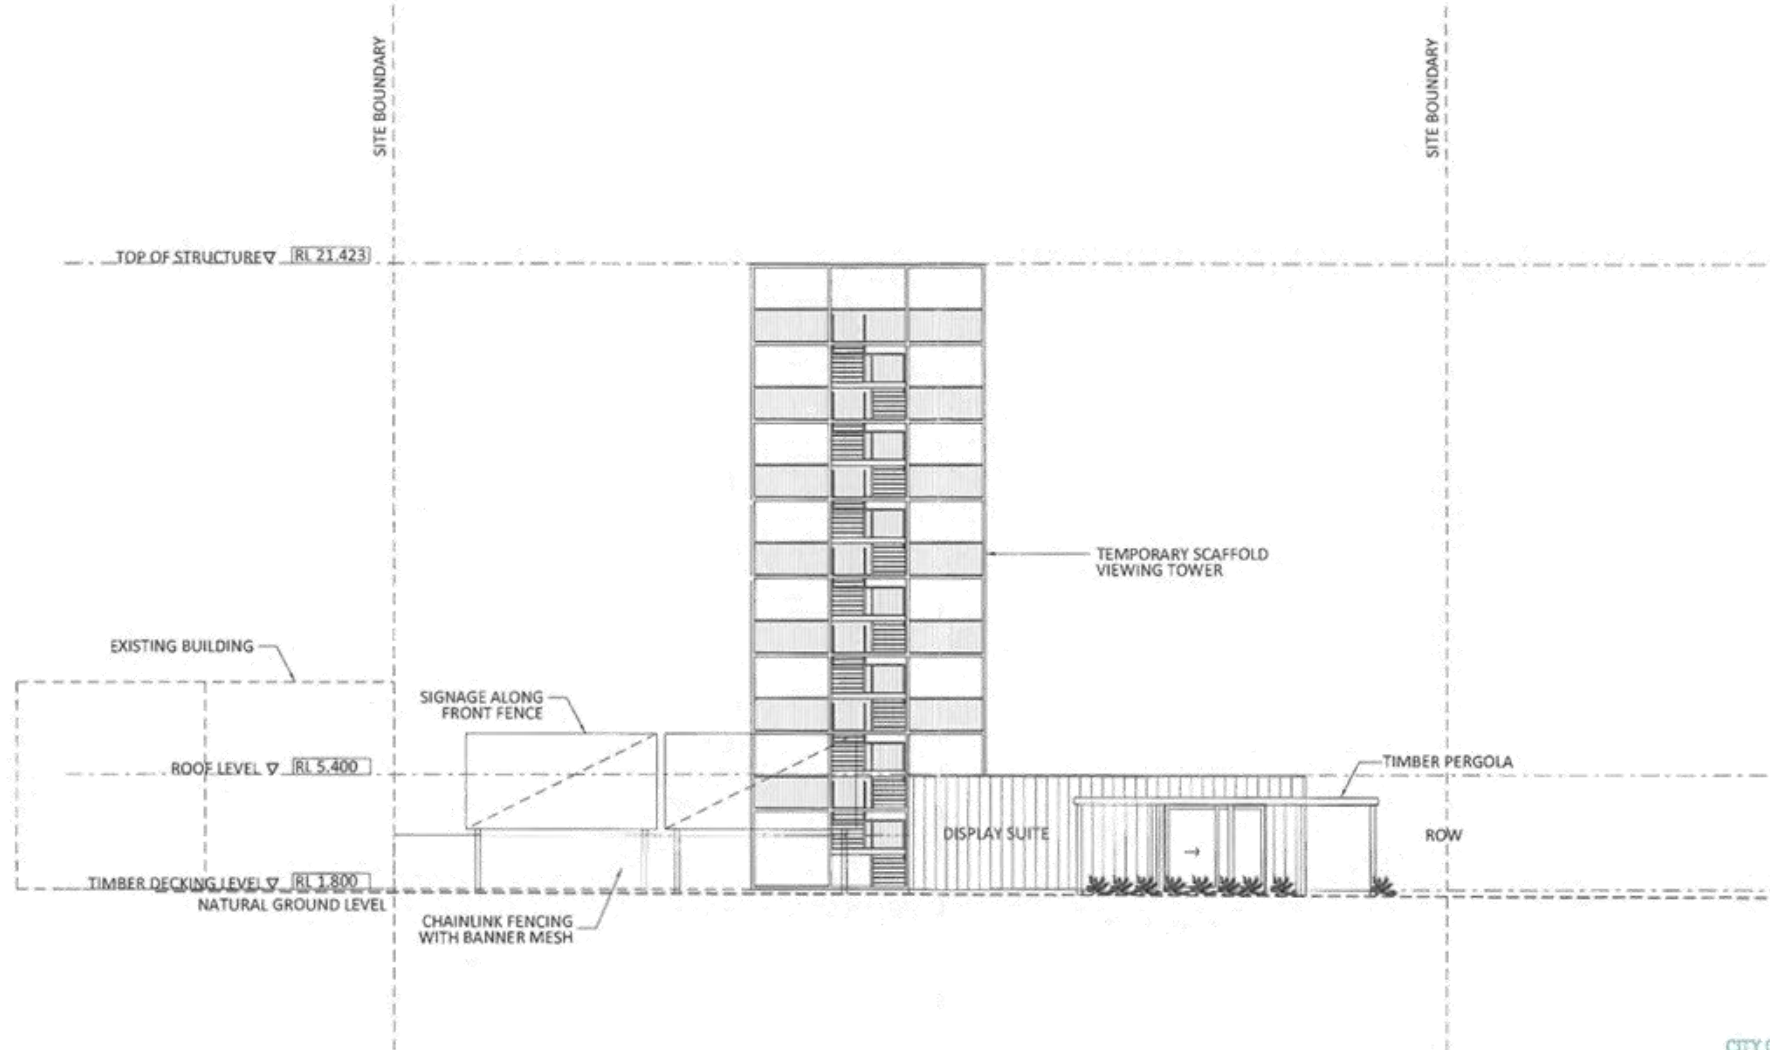 SITE BOUNDARY
SITE BOUNDARY
TOP OF STRUCTURE
RL 21.423
TEMPORARY SCAFFOLD
VIEWING TOWER
EXISTING BUILDING
SIGNAGE ALONG
FRONT FENCE
ROOF LEVEL
RL 5.400
TIMBER PERGOLA
DISPLAY SUITE
ROW
TIMBER DECKING LEVEL
RL 1.800
NATURAL GROUND LEVEL
CHAINLINK FENCING
WITH BANNER MESH
CITY